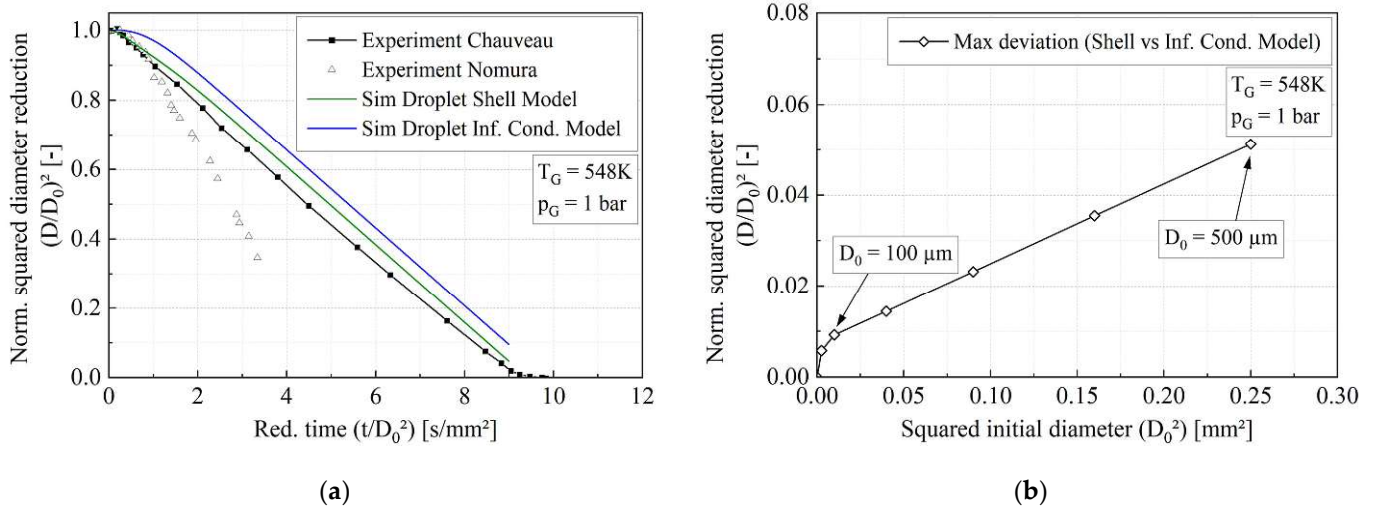 Norm. squared diameter reduction
(D/D₀)² [-]
1.0
0.8
0.6
0.4
0.2
0.0
Experiment Chauveau
Experiment Nomura
Sim Droplet Shell Model
Sim Droplet Inf. Cond. Model
T_G = 548K
p_G = 1 bar
0 2 4 6 8 10 12
Red. time (t/D₀²) [s/mm²]
(a)
Norm. squared diameter reduction
(D/D₀)² [-]
0.08
0.06
0.04
0.02
0.00
Max deviation (Shell vs Inf. Cond. Model)
T_G = 548K
p_G = 1 bar
D₀ = 100 µm
D₀ = 500 µm
0.00 0.05 0.10 0.15 0.20 0.25 0.30
Squared initial diameter (D₀²) [mm²]
(b)